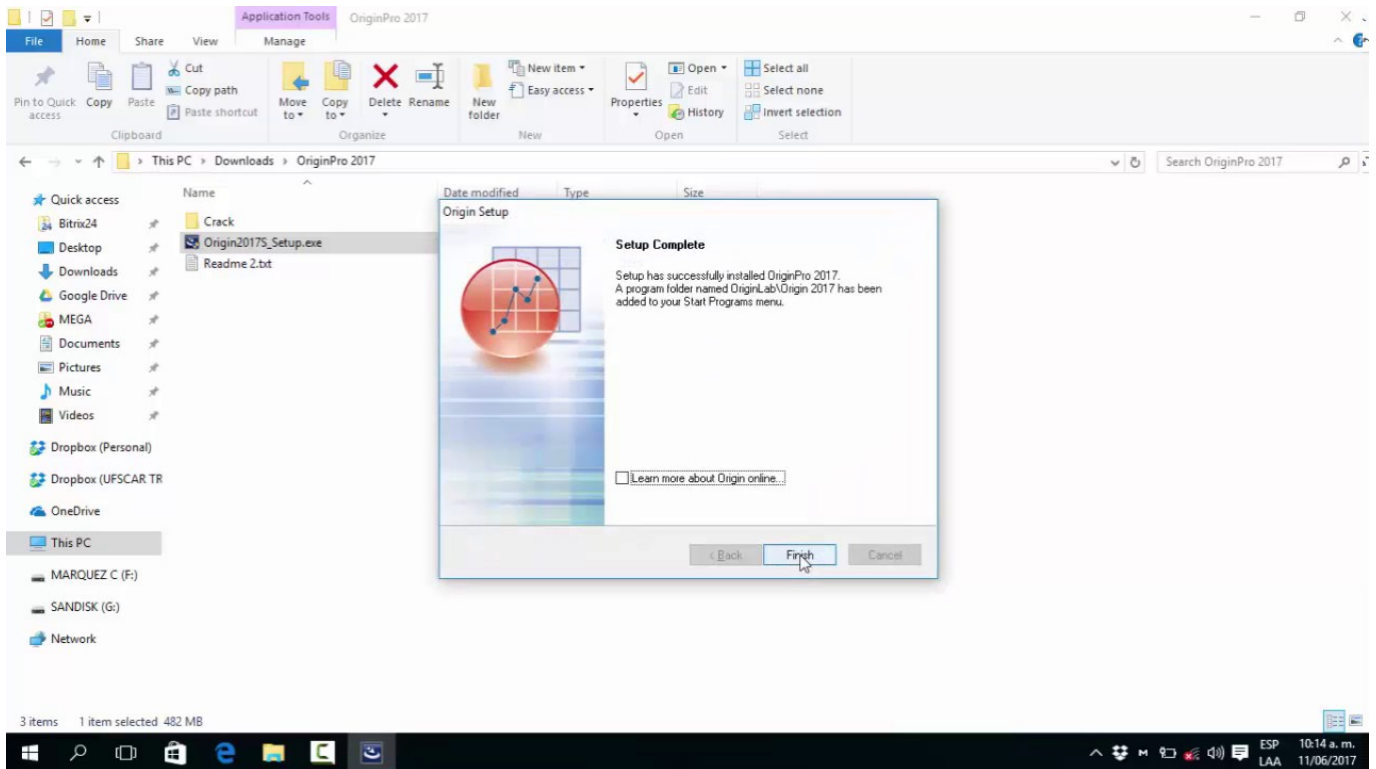 Application Tools OriginPro 2017
File Home Share View Manage
Pin to Quick access
Copy
Paste
Cut
Copy path
Paste shortcut
Clipboard
Move to
Copy to
Delete
Rename
Organize
New folder
New item
Easy access
New
Properties
Open
Edit
History
Open
Select all
Select none
Invert selection
Select
This PC Downloads OriginPro 2017
Search OriginPro 2017
Quick access
Bitrix24
Desktop
Downloads
Google Drive
MEGA
Documents
Pictures
Music
Videos
Dropbox (Personal)
Dropbox (UFSCAR TR
OneDrive
This PC
MARQUEZ C (F:)
SANDISK (G:)
Network
Name Date modified Type Size
Crack
Origin2017S_Setup.exe
Readme 2.txt
Origin Setup
Setup Complete
Setup has successfully installed OriginPro 2017.
A program folder named OriginLab\Origin 2017 has been
added to your Start Programs menu.
Learn more about Origin online...
< Back Finish Cancel
3 items 1 item selected 482 MB
ESP
LAA
10:14 a. m.
11/06/2017